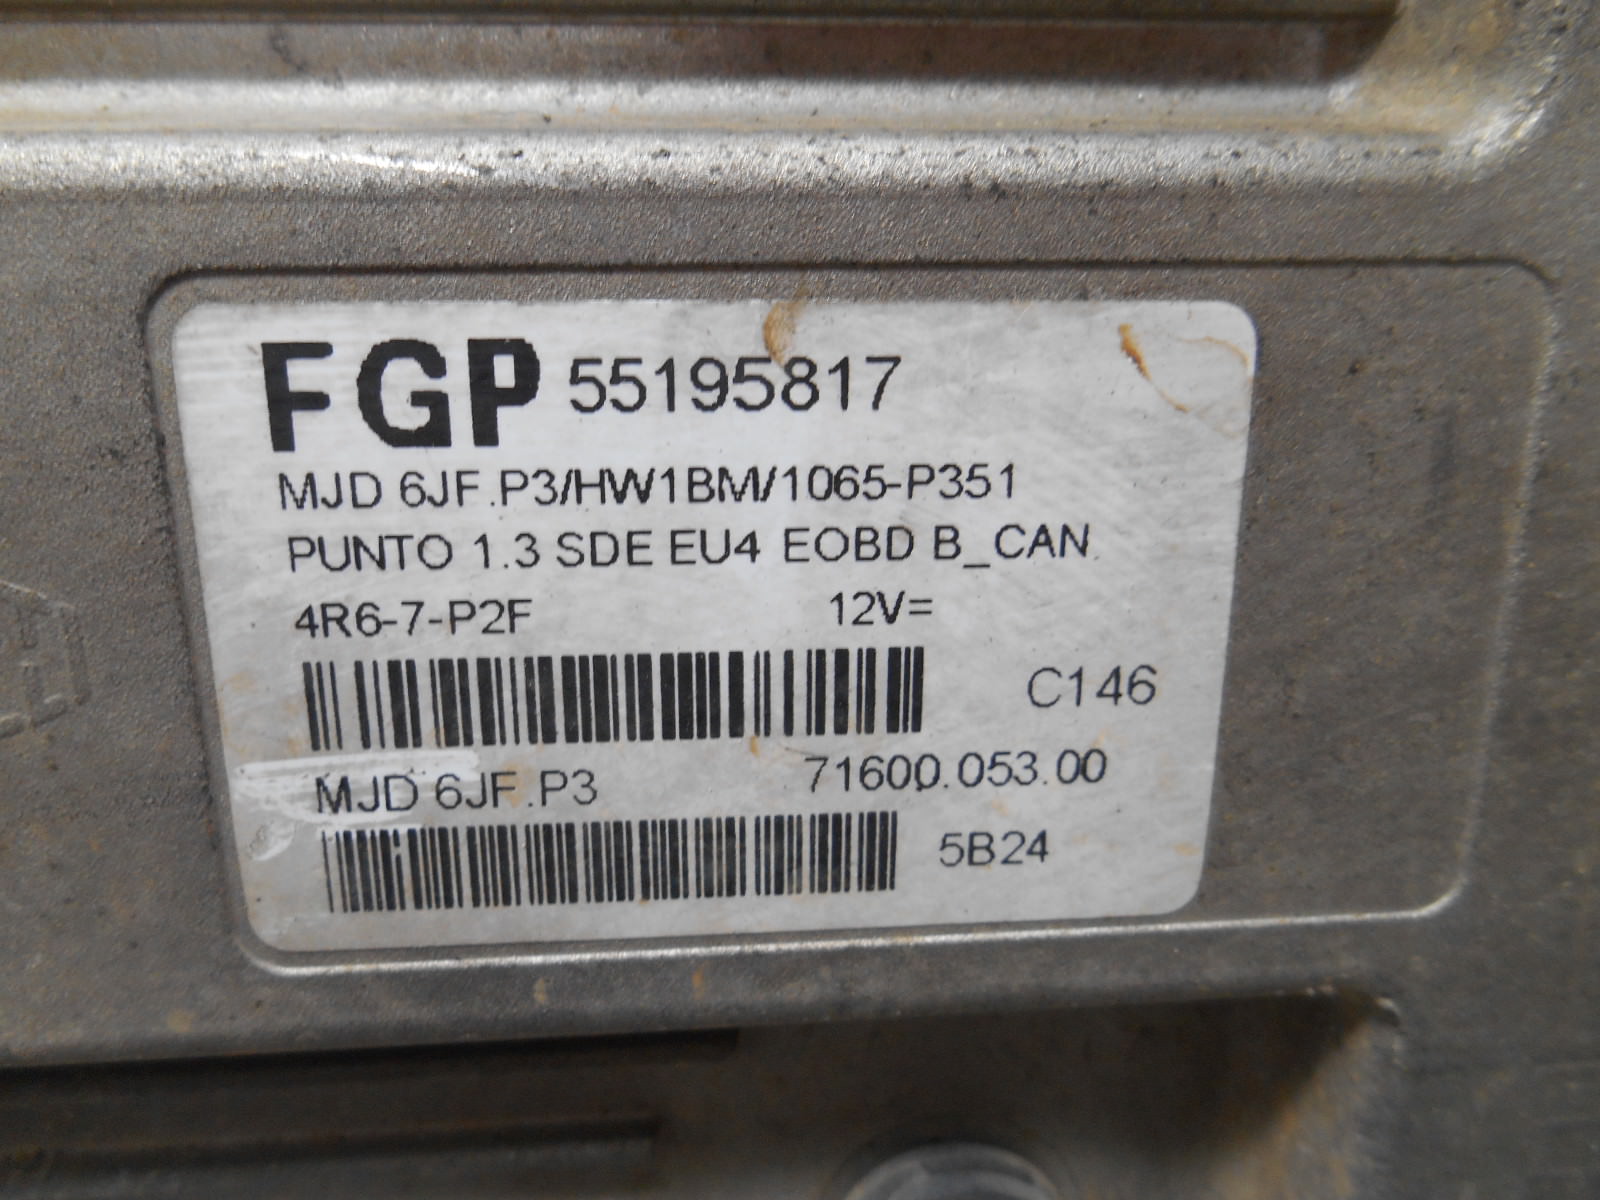 FGP 55195817
MJD 6JF.P3/HW1BM/1065-P351
PUNTO 1.3 SDE EU4 EOBD B_CAN
4R6-7-P2F 12V=
C146
MJD 6JF.P3 71600.053.00
5B24